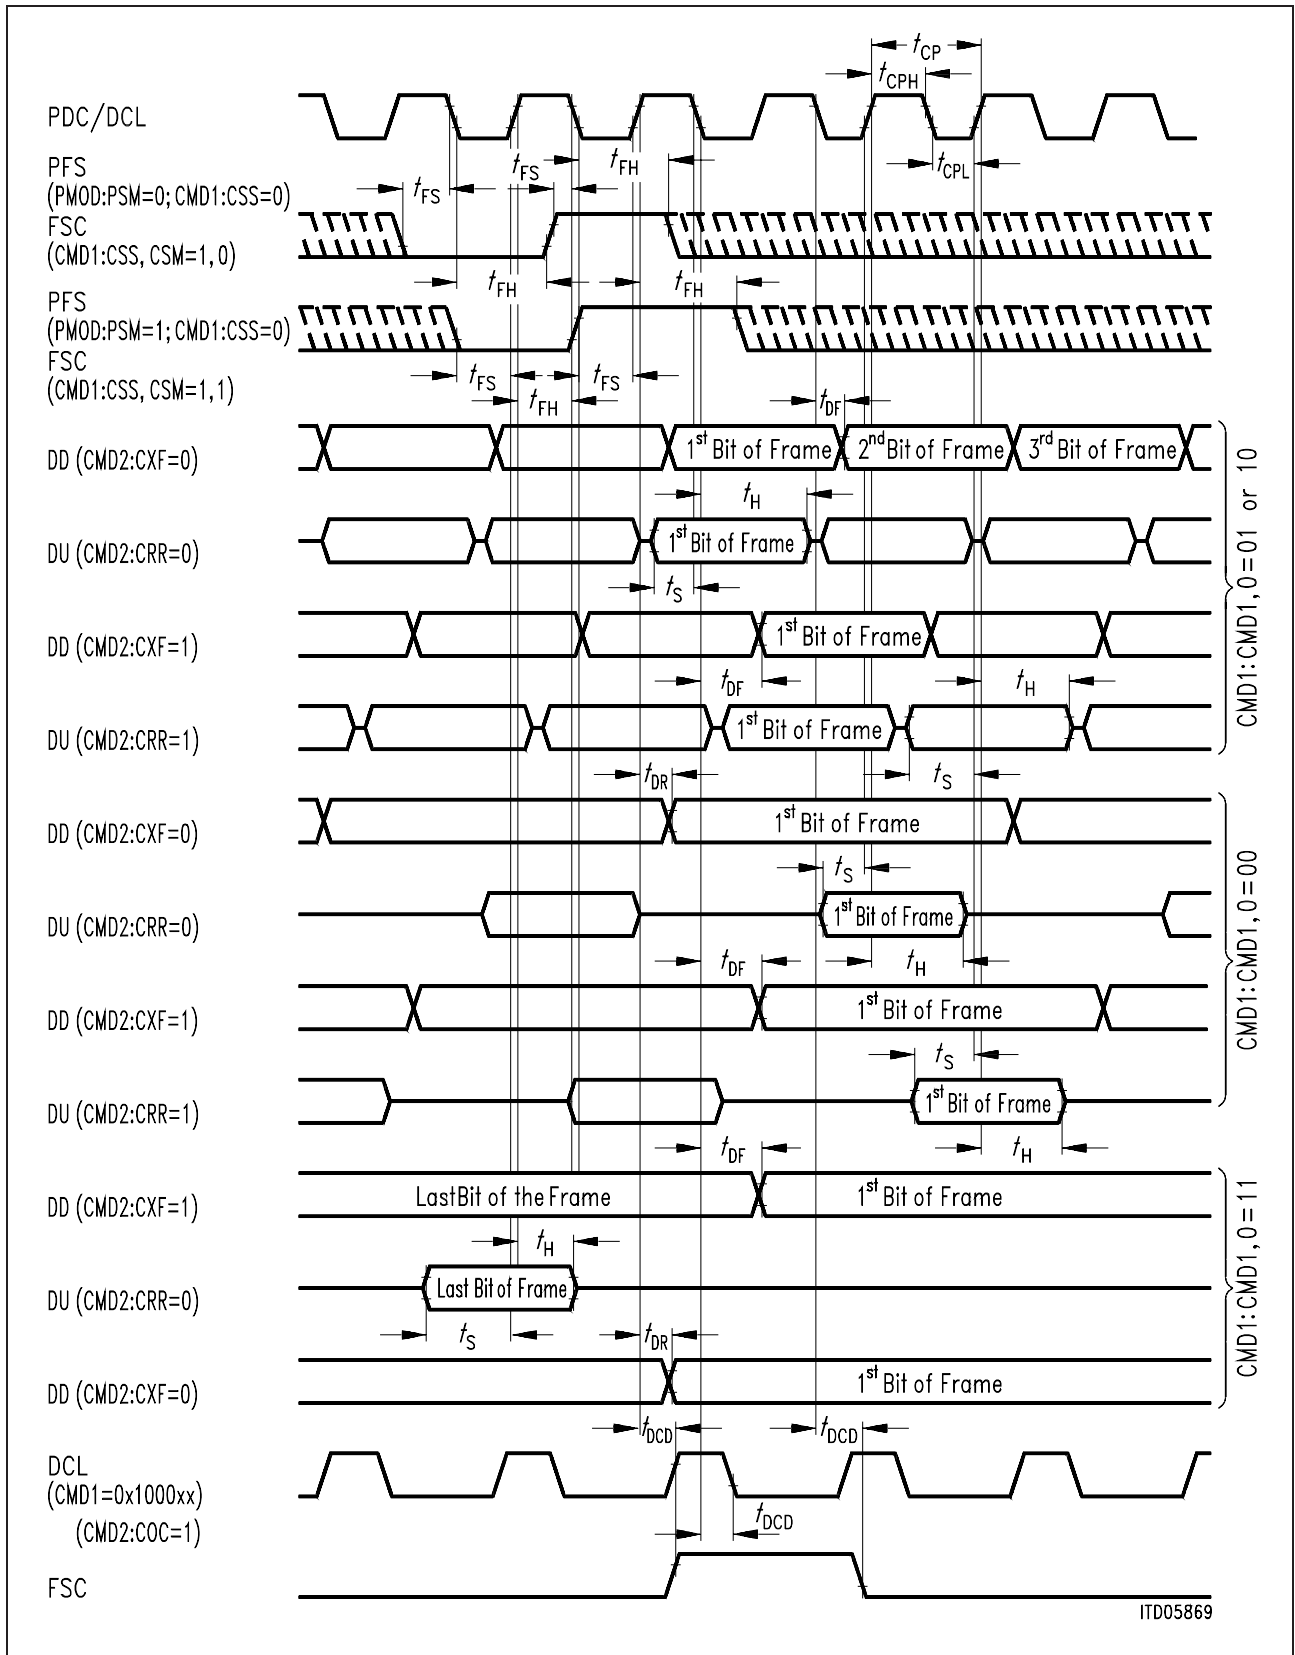 tCP
tCPH
PDC/DCL
PFS
tFS
tFH
tCPL
(PMOD:PSM=0; CMD1:CSS=0)
tFS
FSC
(CMD1:CSS, CSM=1,0)
tFH
tFH
PFS
(PMOD:PSM=1; CMD1:CSS=0)
FSC
tFS
tFS
(CMD1:CSS, CSM=1,1)
tFH
tDF
DD (CMD2:CXF=0)
1st Bit of Frame
2nd Bit of Frame
3rd Bit of Frame
tH
DU (CMD2:CRR=0)
1st Bit of Frame
tS
DD (CMD2:CXF=1)
1st Bit of Frame
tDF
tH
DU (CMD2:CRR=1)
1st Bit of Frame
CMD1:CMD1,0=01 or 10
tDR
tS
DD (CMD2:CXF=0)
1st Bit of Frame
tS
DU (CMD2:CRR=0)
1st Bit of Frame
tDF
tH
DD (CMD2:CXF=1)
1st Bit of Frame
tS
DU (CMD2:CRR=1)
1st Bit of Frame
CMD1:CMD1,0=00
tDF
tH
DD (CMD2:CXF=1)
Last Bit of the Frame
1st Bit of Frame
tH
DU (CMD2:CRR=0)
Last Bit of Frame
tS
tDR
DD (CMD2:CXF=0)
1st Bit of Frame
CMD1:CMD1,0=11
tDCD
tDCD
DCL
(CMD1=0x1000xx)
(CMD2:COC=1)
tDCD
FSC
ITD05869